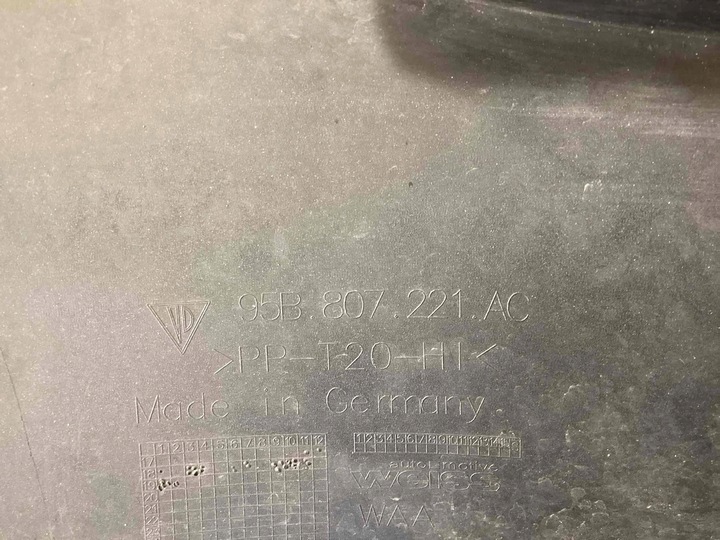 95B.807.221.AC
>PP-T20-HI<
Made in Germany
1 2 3 4 5 6 7 8 9 10 11 12
1 2 3 4 5 6 7 8 9 10 11 12 13 14 15 16
automotive
weiss
WAA